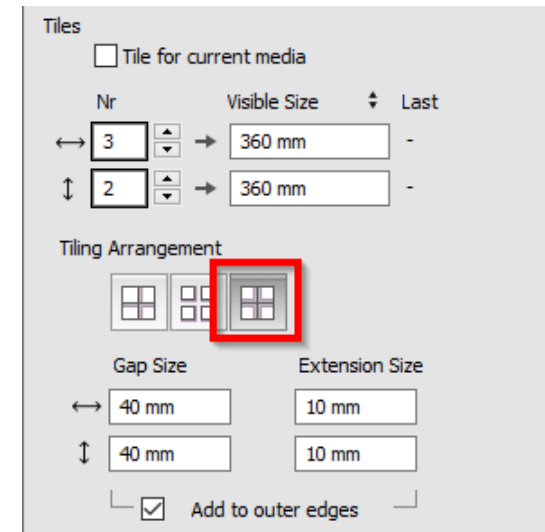 Tiles
Tile for current media
Nr Visible Size Last
3 360 mm -
2 360 mm -
Tiling Arrangement
Gap Size Extension Size
40 mm 10 mm
40 mm 10 mm
Add to outer edges